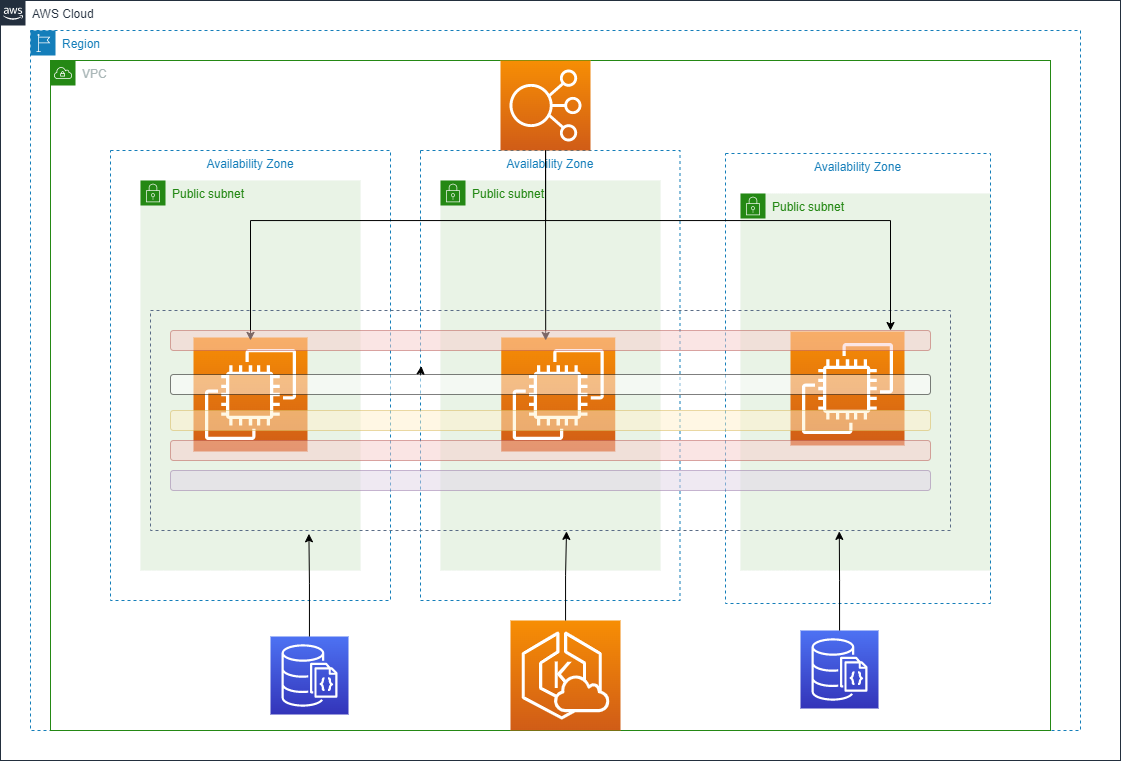 aws
AWS Cloud
Region
VPC
Availability Zone
Availability Zone
Availability Zone
Public subnet
Public subnet
Public subnet
{}
K
{}